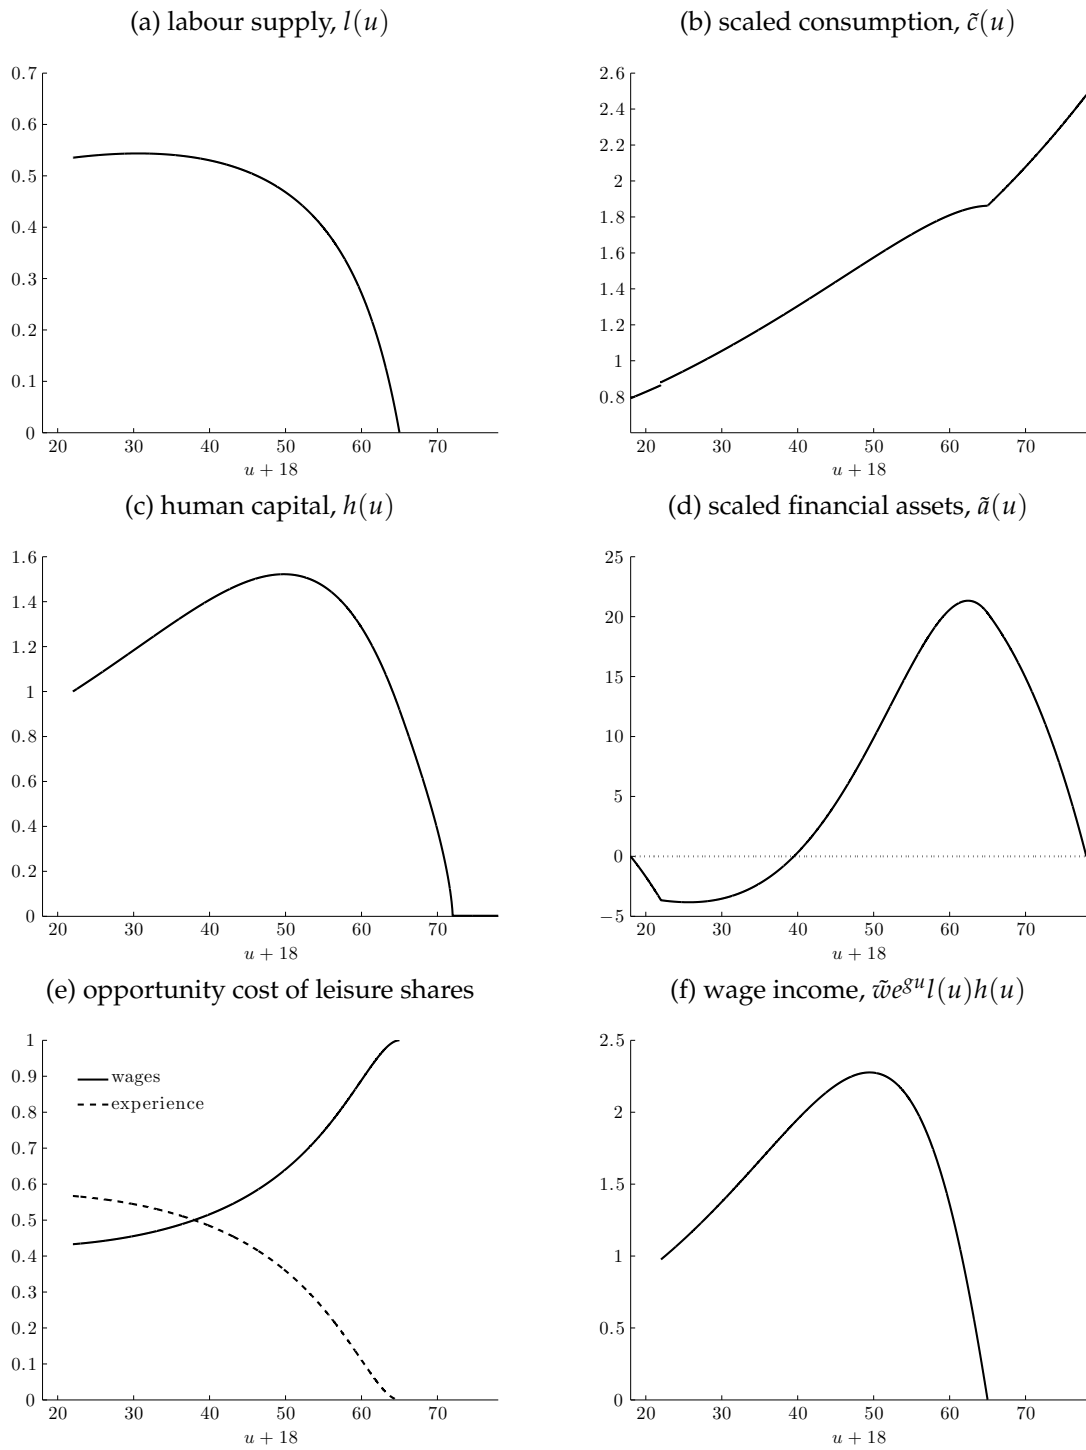 (a) labour supply, l(u)
0.7
0.6
0.5
0.4
0.3
0.2
0.1
0
20 30 40 50 60 70
u + 18
(b) scaled consumption, c̃(u)
2.6
2.4
2.2
2
1.8
1.6
1.4
1.2
1
0.8
20 30 40 50 60 70
u + 18
(c) human capital, h(u)
1.6
1.4
1.2
1
0.8
0.6
0.4
0.2
0
20 30 40 50 60 70
u + 18
(d) scaled financial assets, ã(u)
25
20
15
10
5
0
−5
20 30 40 50 60 70
u + 18
(e) opportunity cost of leisure shares
1
0.9
0.8
0.7
0.6
0.5
0.4
0.3
0.2
0.1
0
wages
experience
20 30 40 50 60 70
u + 18
(f) wage income, w̃e^{gu}l(u)h(u)
2.5
2
1.5
1
0.5
0
20 30 40 50 60 70
u + 18